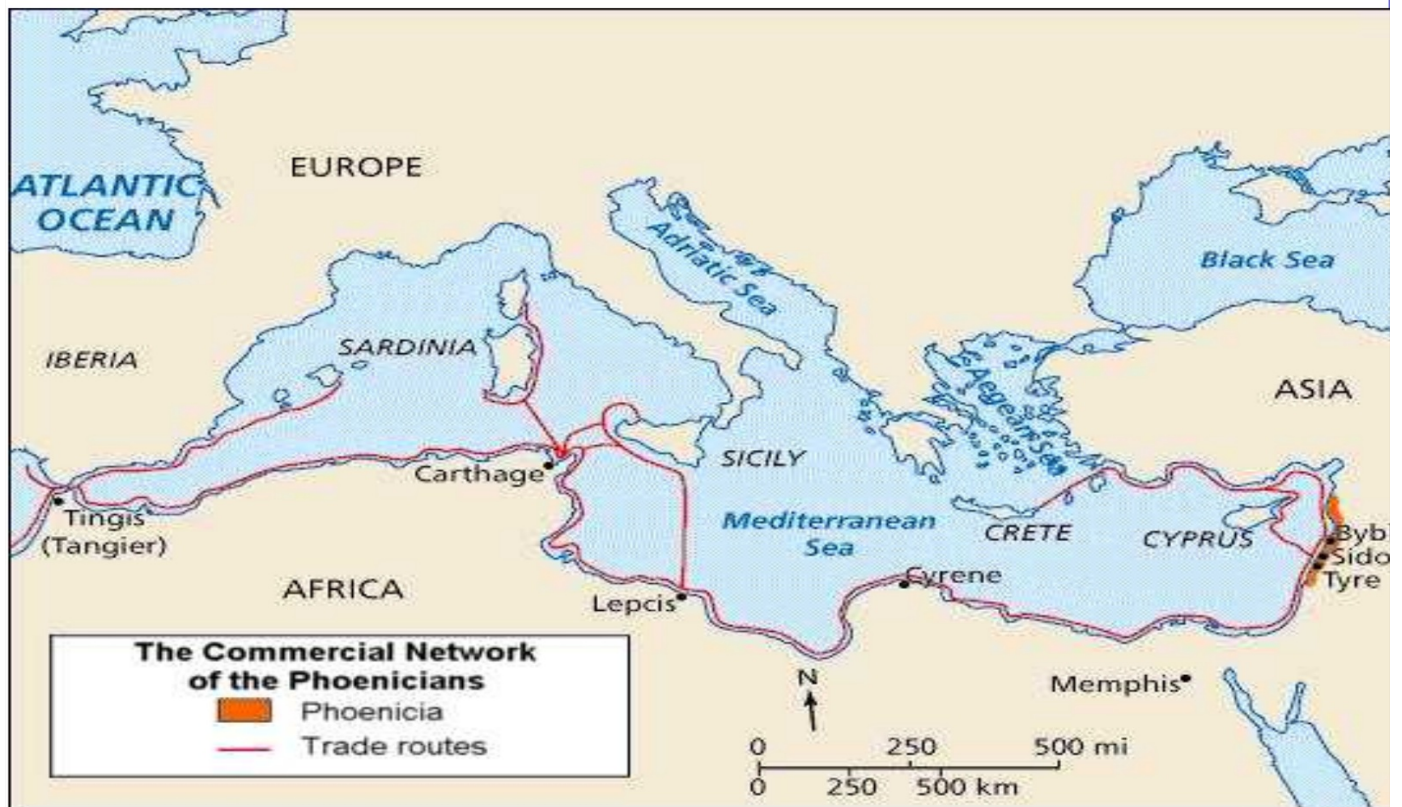 EUROPE
ATLANTIC
OCEAN
Adriatic Sea
Black Sea
IBERIA
SARDINIA
ASIA
Aegean Sea
SICILY
Carthage
Tingis
(Tangier)
Mediterranean
Sea
CRETE
CYPRUS
Bybl
Sido
Tyre
AFRICA
Lepcis
Cyrene
Memphis
N
0 250 500 mi
0 250 500 km
The Commercial Network
of the Phoenicians
Phoenicia
Trade routes